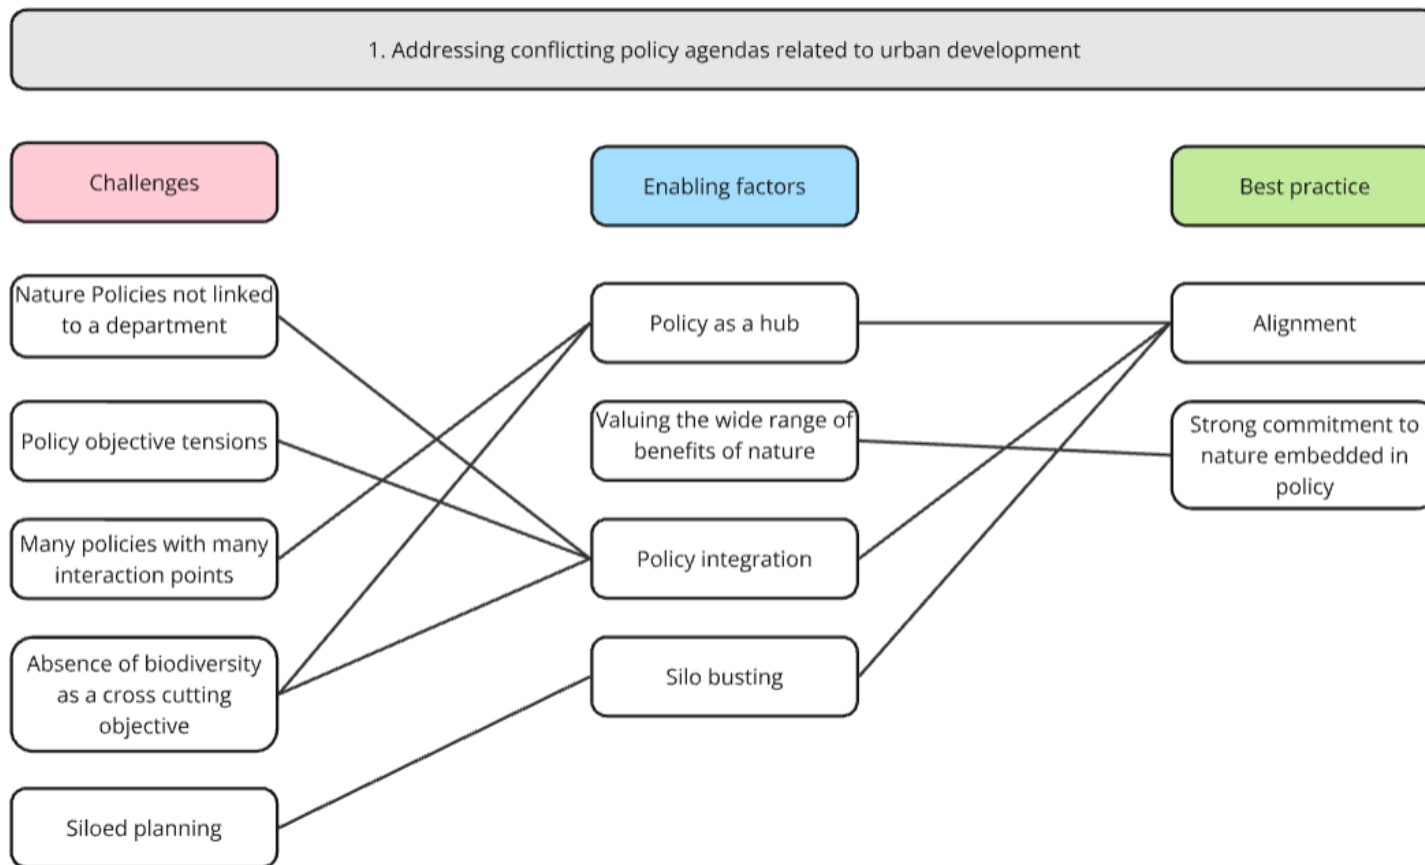 1. Addressing conflicting policy agendas related to urban development
Challenges
Enabling factors
Best practice
Nature Policies not linked
to a department
Policy as a hub
Alignment
Policy objective tensions
Valuing the wide range of
benefits of nature
Strong commitment to
nature embedded in
policy
Many policies with many
interaction points
Policy integration
Absence of biodiversity
as a cross cutting
objective
Silo busting
Siloed planning